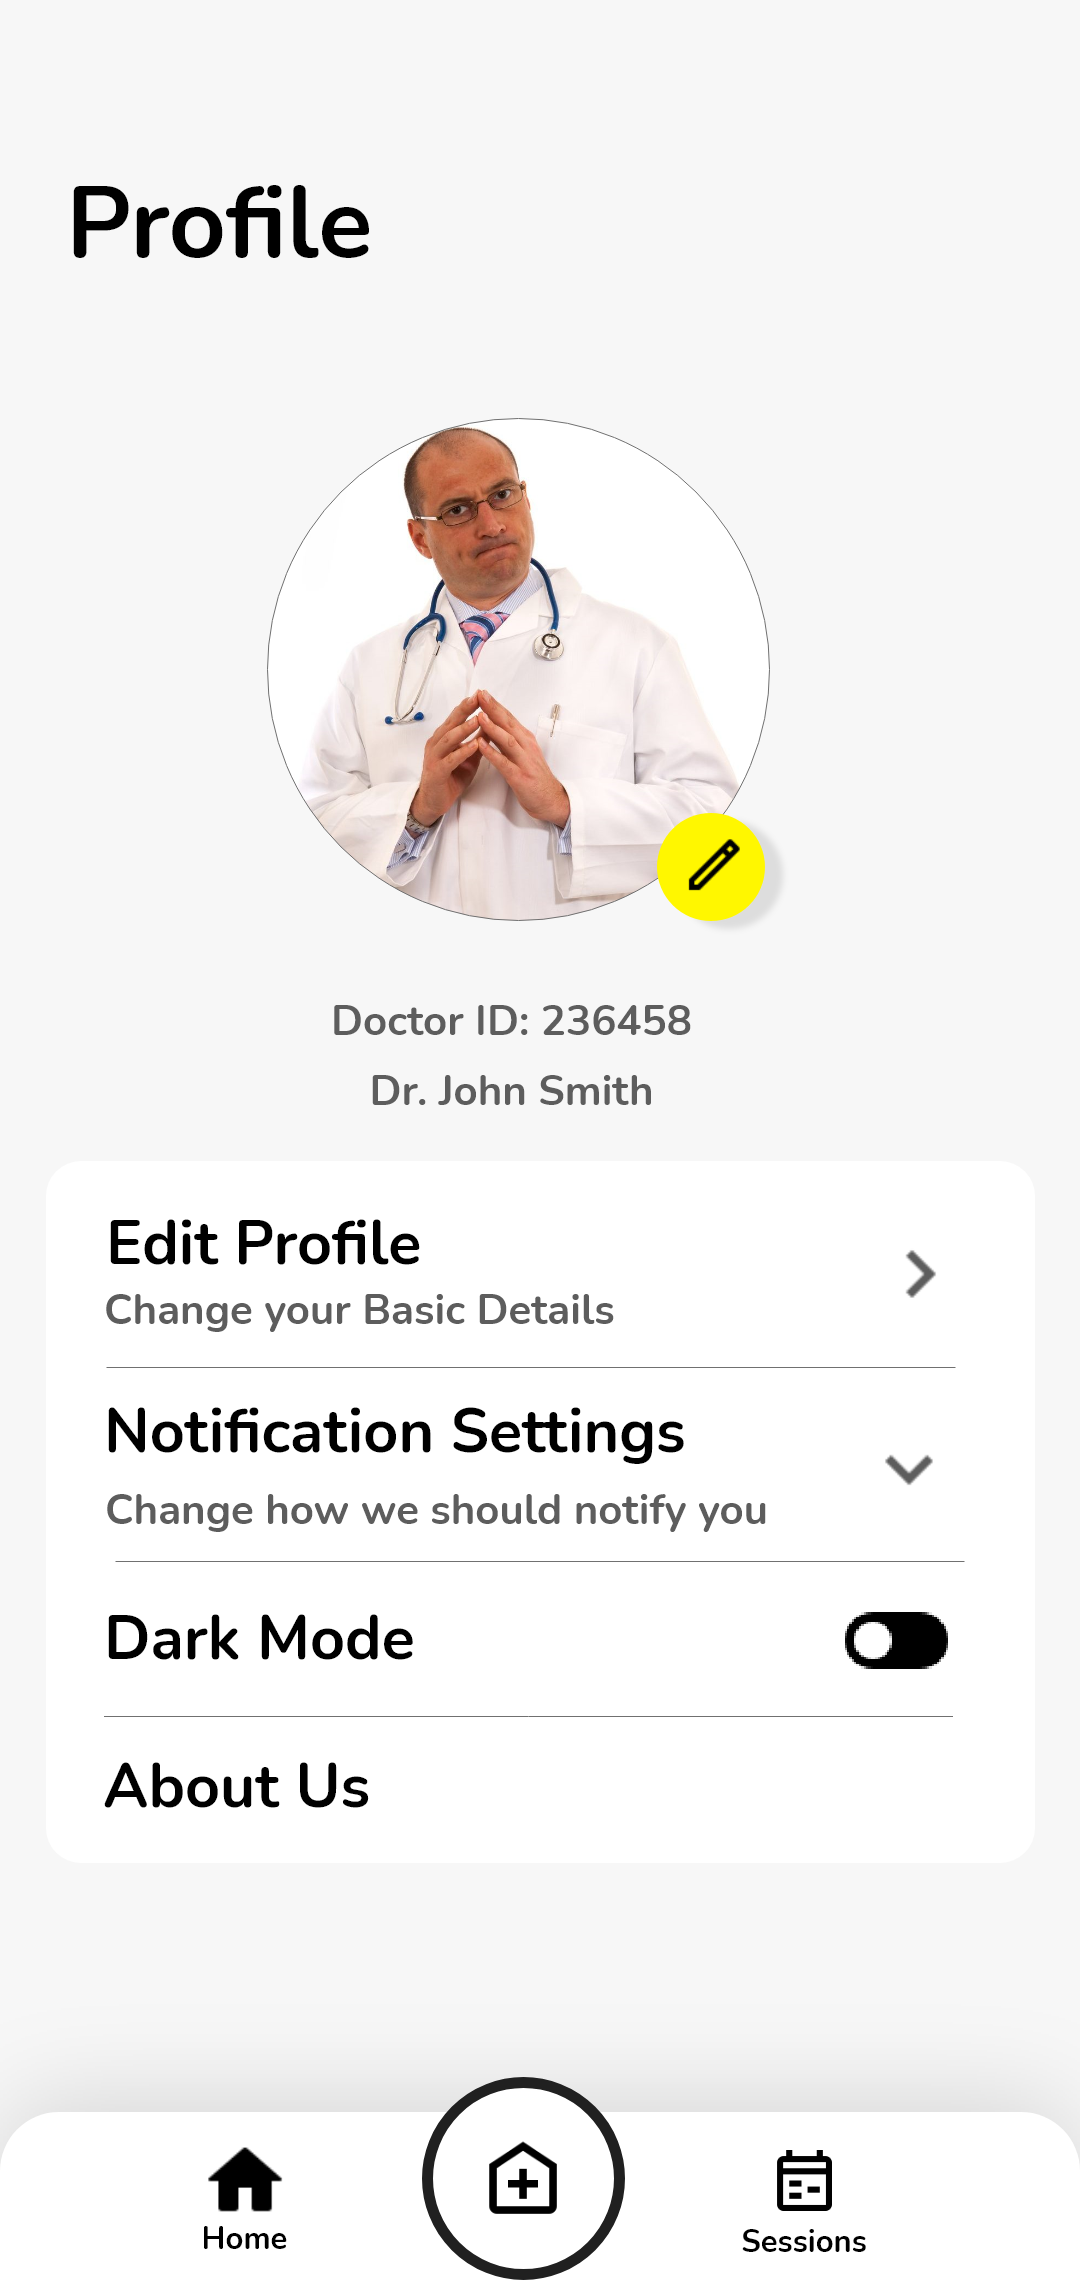 Profile
Doctor ID: 236458
Dr. John Smith
Edit Profile
Change your Basic Details
Notification Settings
Change how we should notify you
Dark Mode
About Us
Home
Sessions